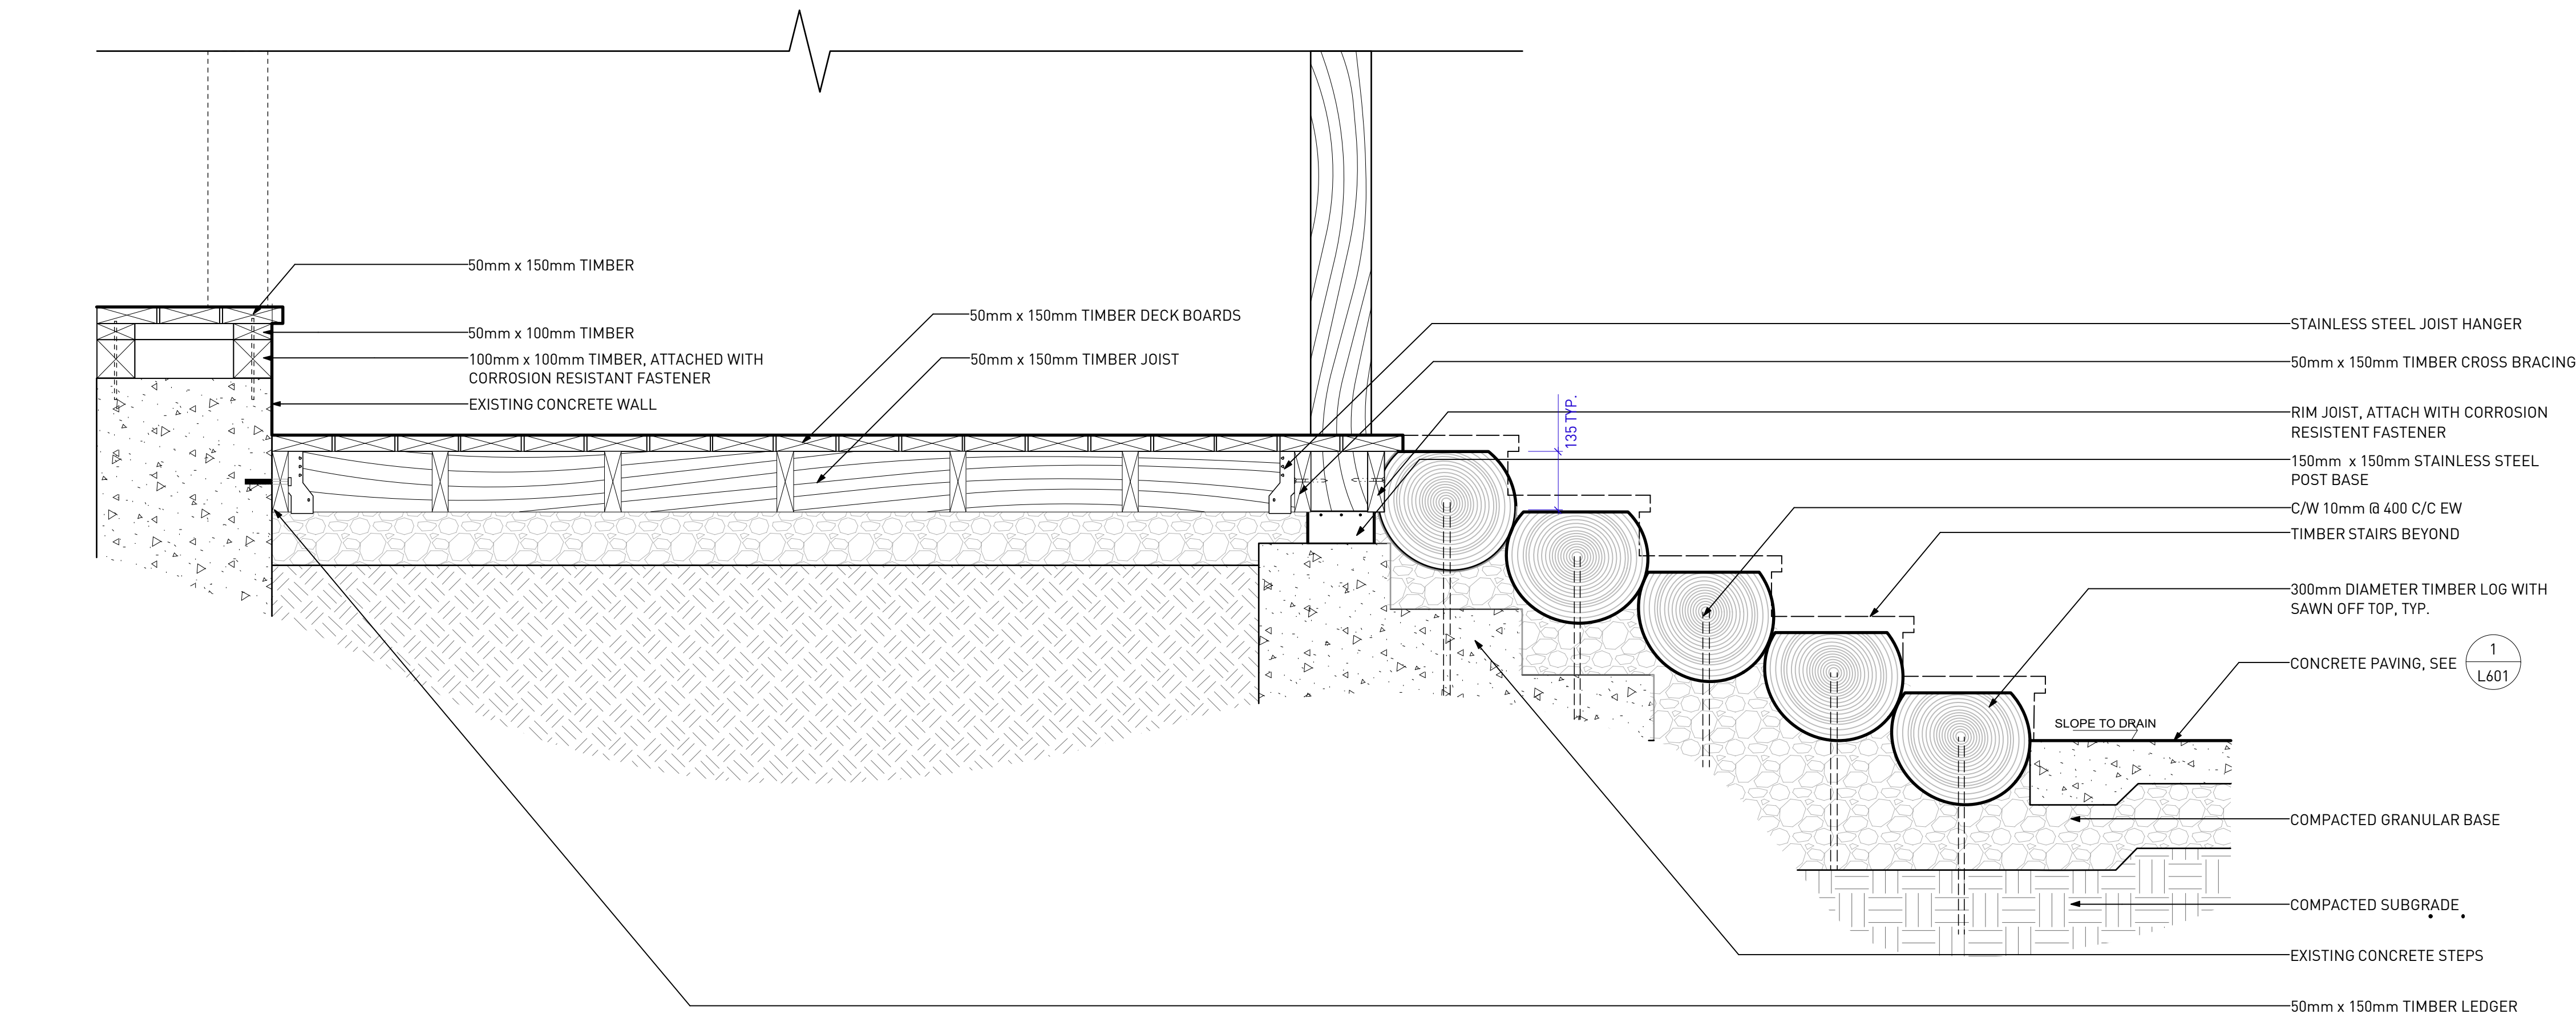 50mm x 150mm TIMBER
50mm x 100mm TIMBER
100mm x 100mm TIMBER, ATTACHED WITH
CORROSION RESISTANT FASTENER
EXISTING CONCRETE WALL
50mm x 150mm TIMBER DECK BOARDS
50mm x 150mm TIMBER JOIST
135 TYP.
STAINLESS STEEL JOIST HANGER
50mm x 150mm TIMBER CROSS BRACING
RIM JOIST, ATTACH WITH CORROSION
RESISTENT FASTENER
150mm x 150mm STAINLESS STEEL
POST BASE
C/W 10mm @ 400 C/C EW
TIMBER STAIRS BEYOND
300mm DIAMETER TIMBER LOG WITH
SAWN OFF TOP, TYP.
CONCRETE PAVING, SEE
1
L601
SLOPE TO DRAIN
COMPACTED GRANULAR BASE
COMPACTED SUBGRADE
EXISTING CONCRETE STEPS
50mm x 150mm TIMBER LEDGER